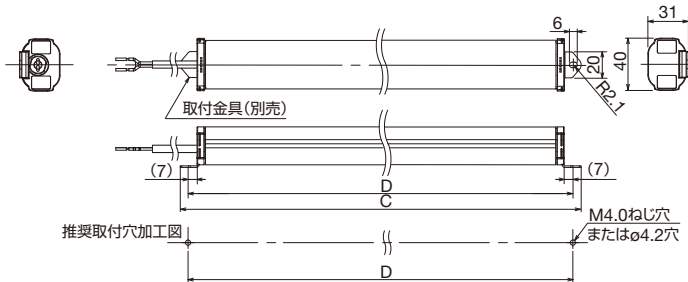 6
31
20
40
R2.1
取付金具(別売)
(7)
(7)
D
C
推奨取付穴加工図
M4.0ねじ穴
またはø4.2穴
D